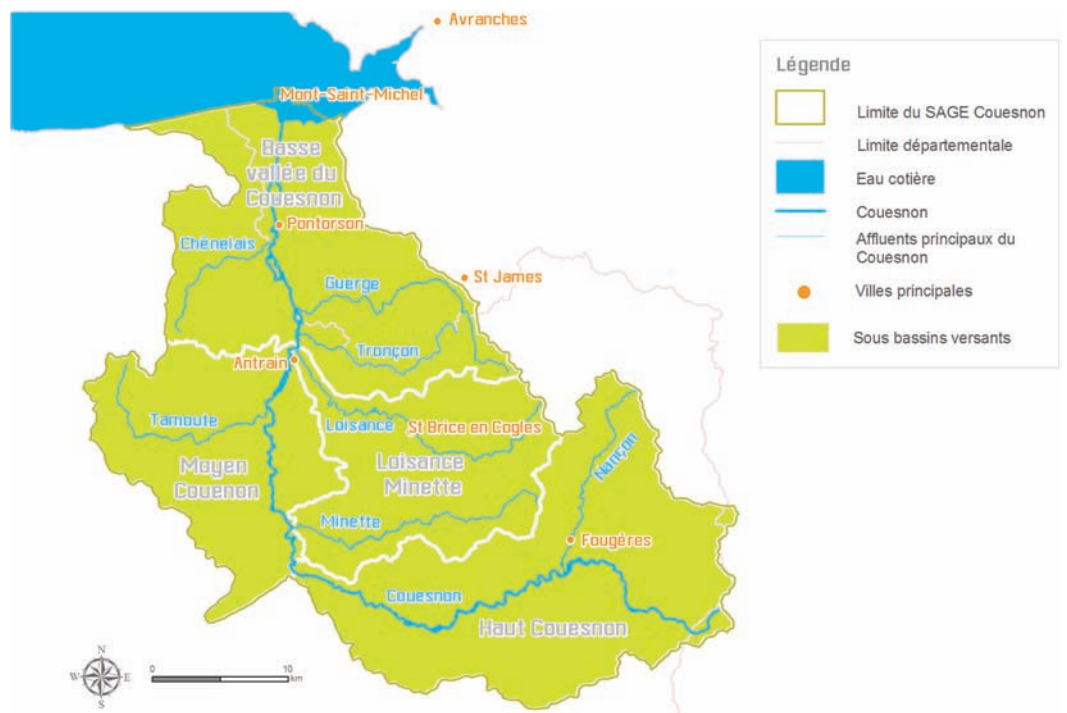 Avranches
Mont-Saint-Michel
Basse
vallée du
Couesnon
Pontorson
Chênelais
St James
Guerge
Tronçon
Antrain
Tamoute
Loisance
St Brice en Cogles
Nançon
Moyen
Couenon
Loisance
Minette
Minette
Fougères
Couesnon
Haut Couesnon
N
W
E
S
0
10
km
Légende
Limite du SAGE Couesnon
Limite départementale
Eau cotière
Couesnon
Affluents principaux du
Couesnon
Villes principales
Sous bassins versants